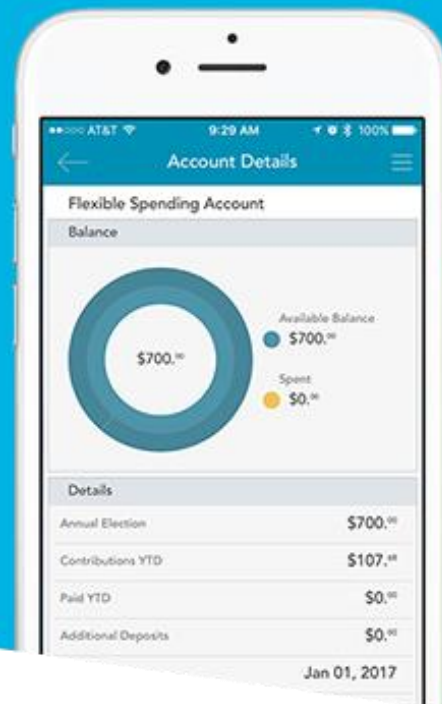 AT&T 9:29 AM 100%
Account Details
Flexible Spending Account
Balance
Available Balance
$700.00
$700.00
Spent
$0.00
Details
Annual Election $700.00
Contributions YTD $107.68
Paid YTD $0.00
Additional Deposits $0.00
Jan 01, 2017